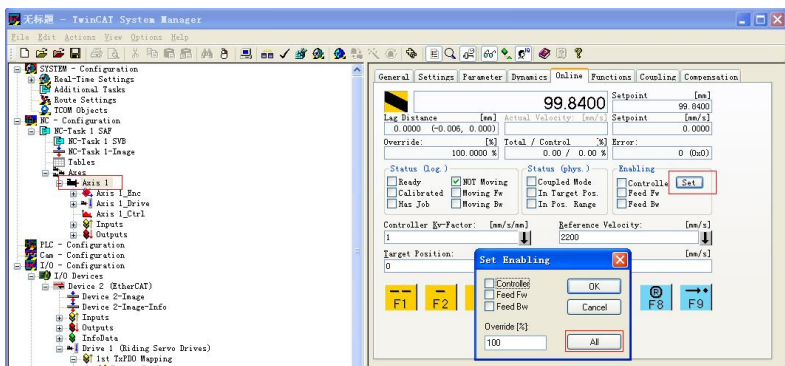 无标题 - TwinCAT System Manager
File Edit Actions View Options Help
SYSTEM - Configuration
Real-Time Settings
Additional Tasks
Route Settings
TCOM Objects
NC - Configuration
NC-Task 1 SAF
NC-Task 1 SVB
NC-Task 1-Image
Tables
Axes
Axis 1
Axis 1_Enc
Axis 1_Drive
Axis 1_Ctrl
Inputs
Outputs
PLC - Configuration
Cam - Configuration
I/O - Configuration
I/O Devices
Device 2 (EtherCAT)
Device 2-Image
Device 2-Image-Info
Inputs
Outputs
InfoData
Drive 1 (Riding Servo Drives)
1st TxPDO Mapping
General Settings Parameter Dynamics Online Functions Coupling Compensation
99.8400
Setpoint [mm]
99.8400
Lag Distance [mm] Actual Velocity: [mm/s] Setpoint [mm/s]
0.0000 (-0.006, 0.000) 0.0000
Override: [%] Total / Control [%] Error:
100.0000 % 0.00 / 0.00 % 0 (0x0)
Status (log.) Status (phys.) Enabling
Ready NOT Moving Coupled Mode Controlle Set
Calibrated Moving Fw In Target Pos. Feed Fw
Has Job Moving Bw In Pos. Range Feed Bw
Controller Kv-Factor: [mm/s/mm] Reference Velocity: [mm/s]
1 2200
Target Position: [mm/s]
0
F1 F2 F8 F9
Set Enabling
Controller OK
Feed Fw
Feed Bw Cancel
Override [%]:
100 All